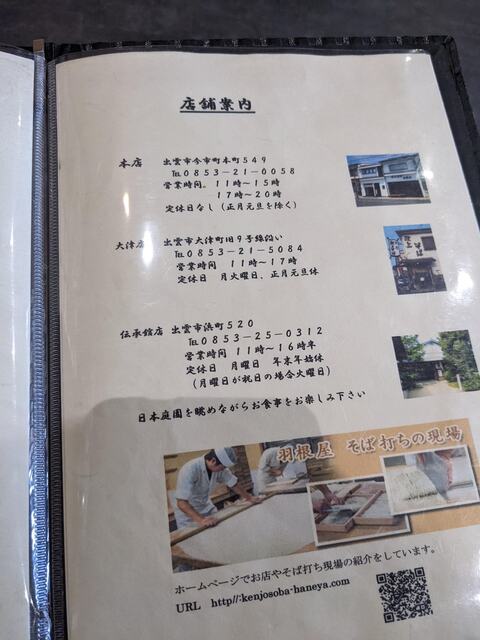 店舗案内
本店 出雲市今市町本町549
℡0853-21-0058
営業時間。 11時~15時
17時~20時
定休日なし (正月元旦を除く)
大津店 出雲市大津町旧9号線沿い
℡0853-21-5084
営業時間 11時~17時
定休日 月火曜日、正月元旦休
伝承館店 出雲市浜町520
℡0853-25-0312
営業時間 11時~16時半
定休日 月曜日 年末年始休
(月曜日が祝日の場合火曜日)
日本庭園を眺めながらお食事をお楽しみ下さい
羽根屋 そば打ちの現場
ホームページでお店やそば打ち現場の紹介をしています。
URL http//:kenjosoba-haneya.com